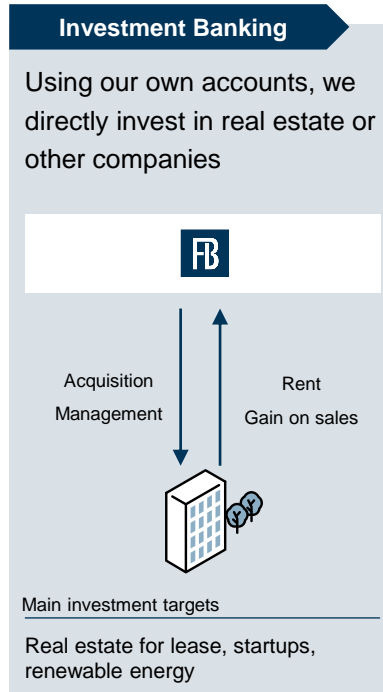 Investment Banking
Using our own accounts, we
directly invest in real estate or
other companies
FB
Acquisition
Management
Rent
Gain on sales
Main investment targets
Real estate for lease, startups,
renewable energy